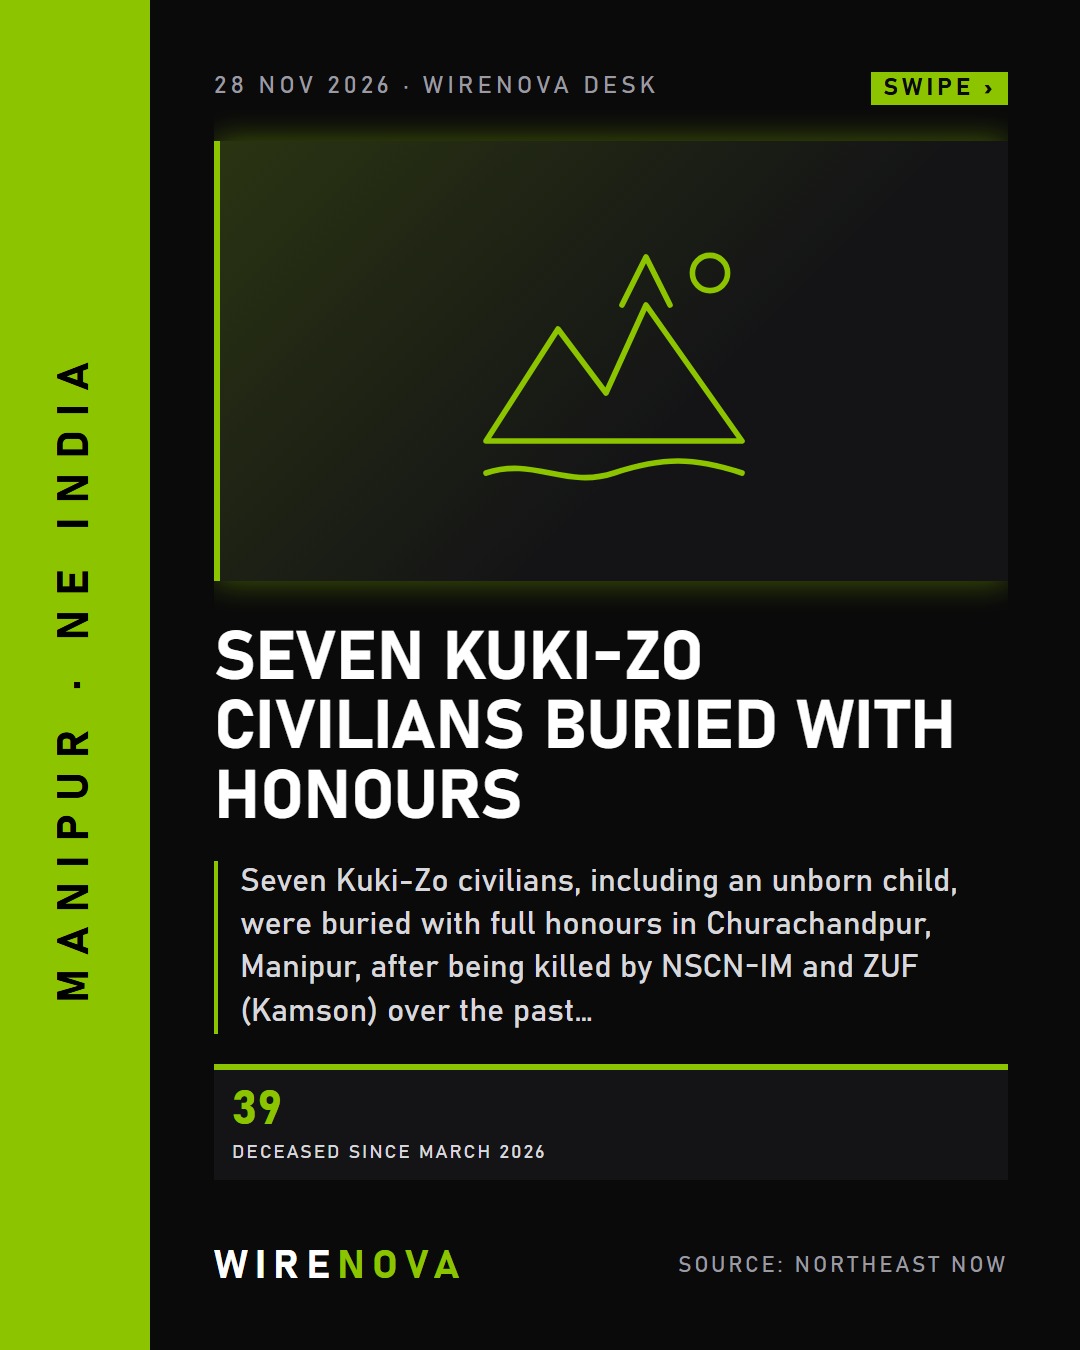 28 NOV 2026 · WIRENOVA DESK
SWIPE ›
MANIPUR · NE INDIA
SEVEN KUKI-ZO
CIVILIANS BURIED WITH
HONOURS
Seven Kuki-Zo civilians, including an unborn child,
were buried with full honours in Churachandpur,
Manipur, after being killed by NSCN-IM and ZUF
(Kamson) over the past…
39
DECEASED SINCE MARCH 2026
WIRENOVA
SOURCE: NORTHEAST NOW